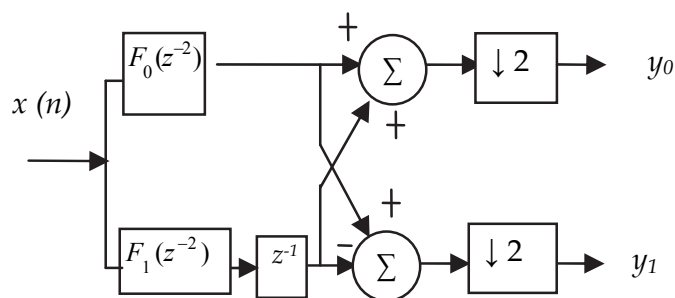 +
F₀(z⁻²)
Σ
↓ 2
y₀
x (n)
+
+
F₁(z⁻²)
z⁻¹
−
Σ
↓ 2
y₁